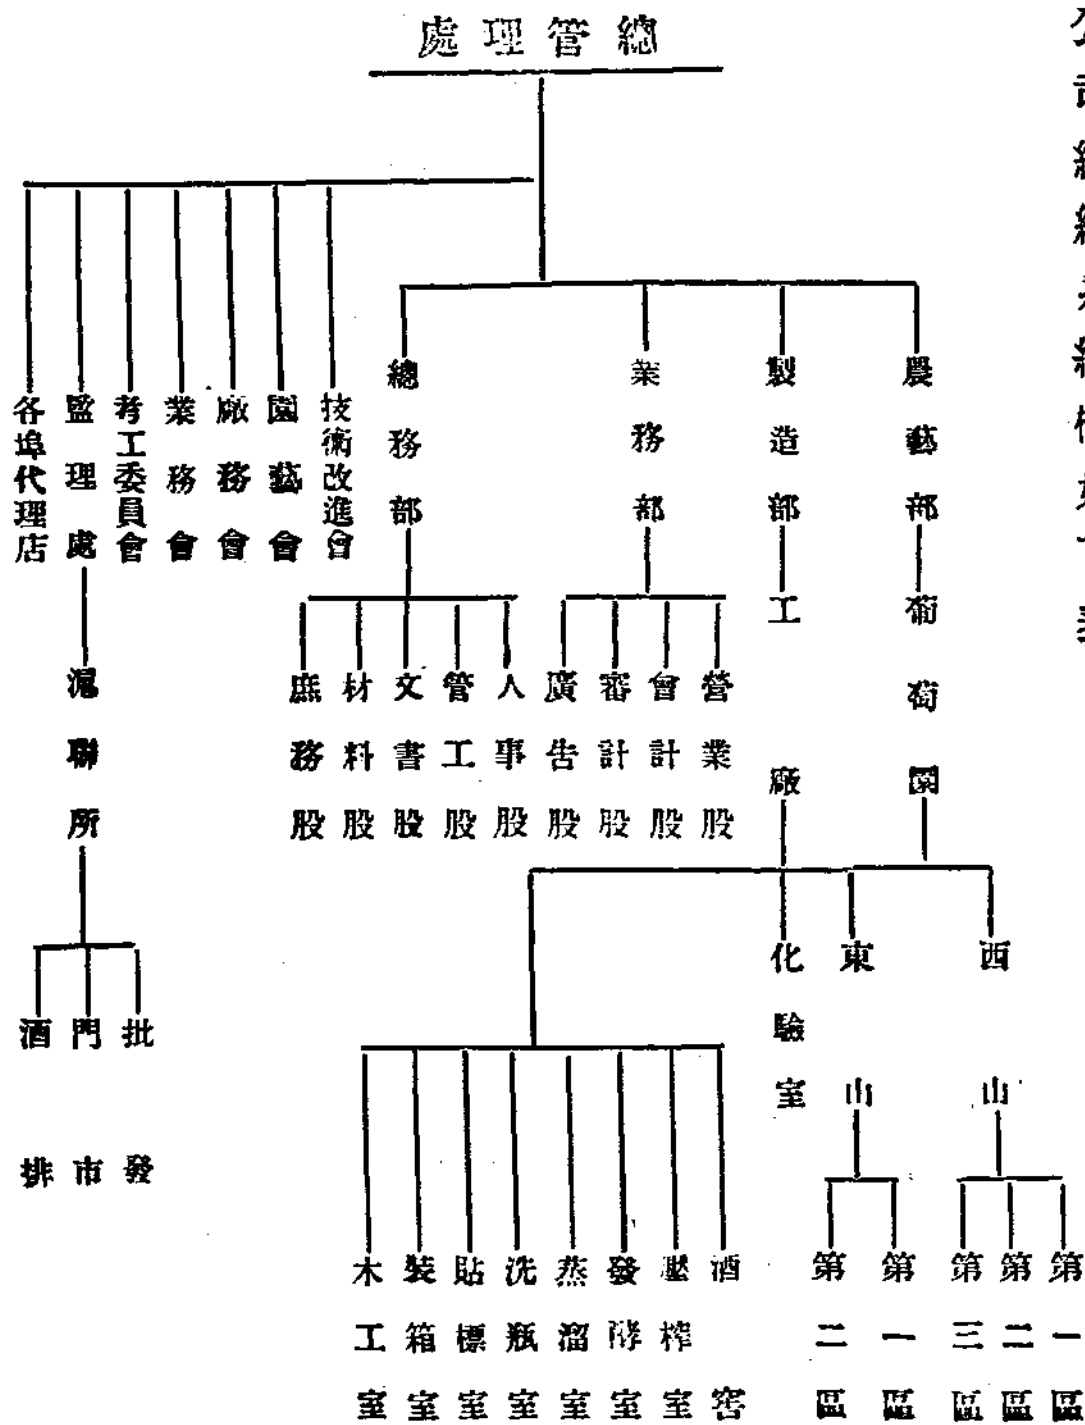 總管理處
農藝部
製造部
業務部
總務部
技術改進會
園藝會
廠務會
業務會
考工委員會
監理處
各埠代理店
葡萄園
工廠
營業股
會計股
審計股
廣告股
人事股
管工股
文書股
材料股
庶務股
滬聯所
西山
東山
化驗室
批發
門市
酒排
第一區
第二區
第三區
第一區
第二區
酒窖
壓榨室
發酵室
蒸溜室
洗瓶室
貼標室
裝箱室
木工室